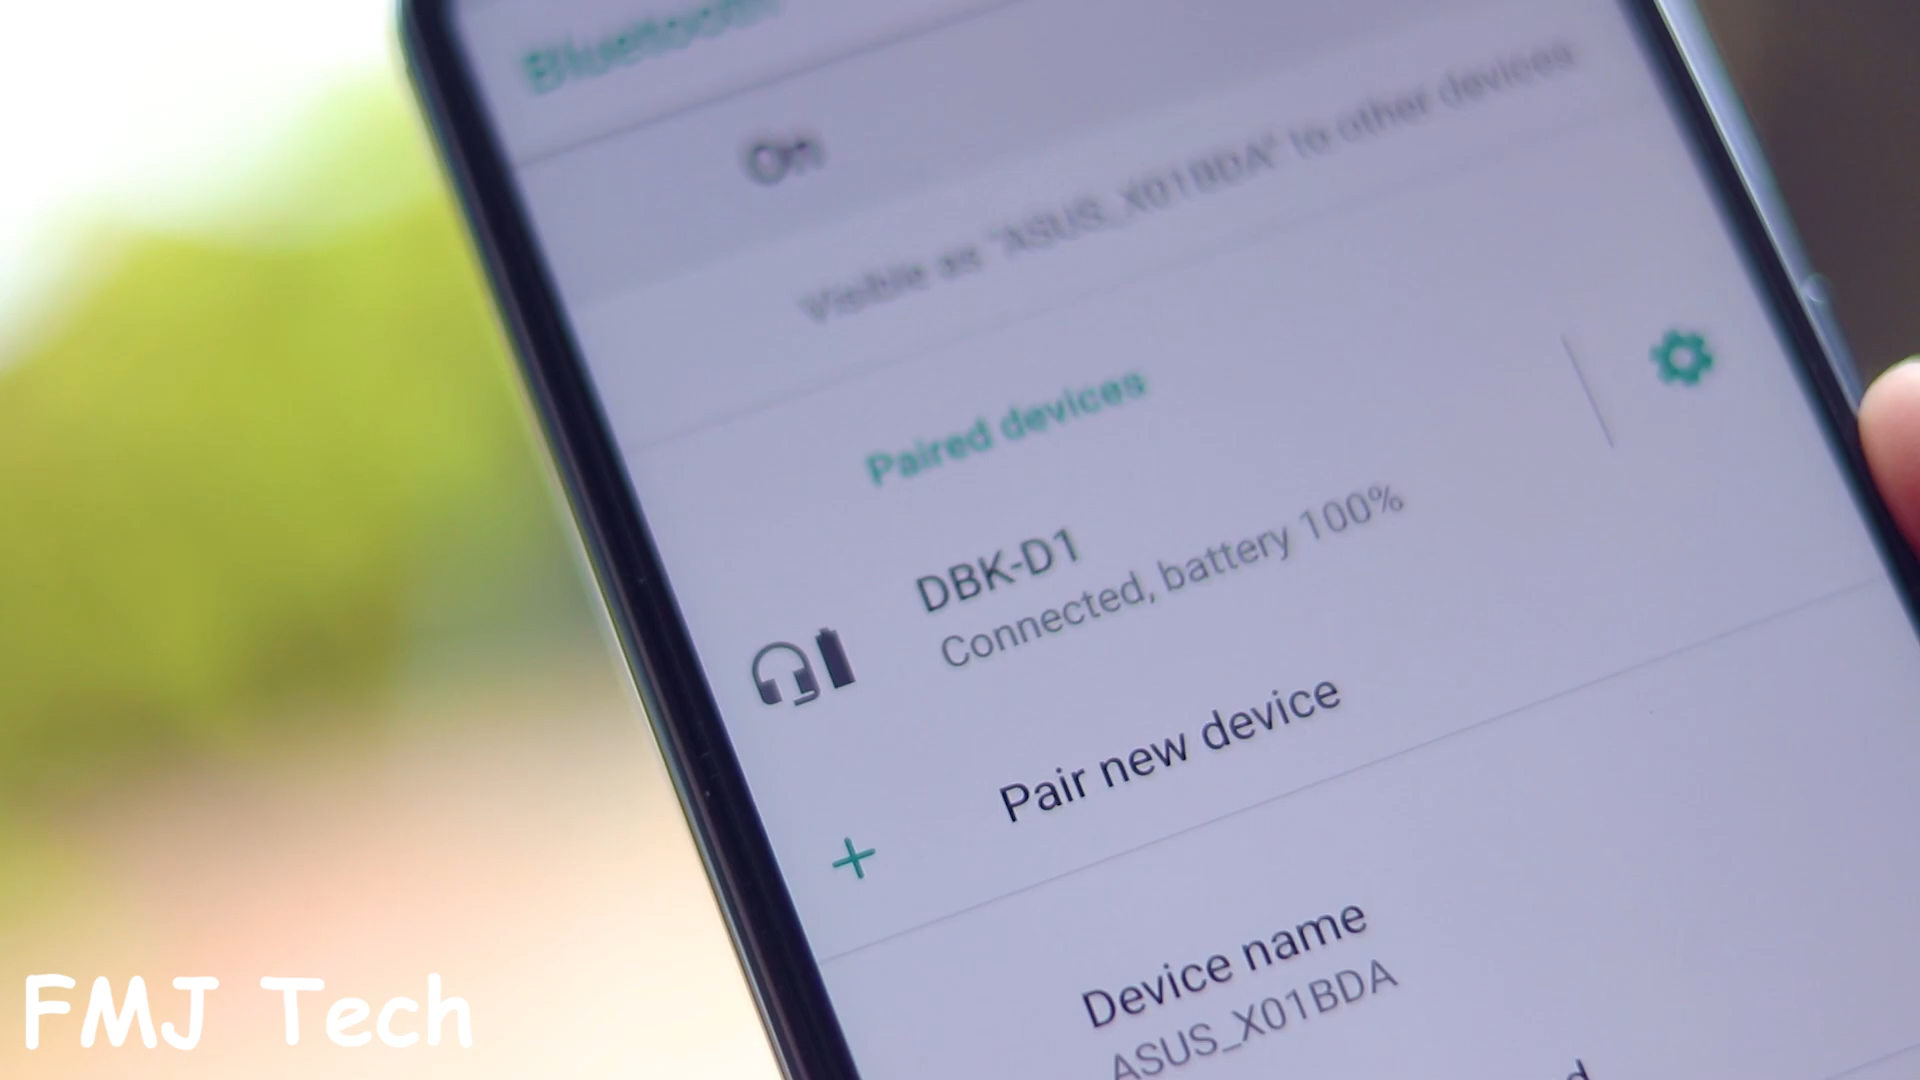 Bluetooth
On
Visible as "ASUS_X01BDA" to other devices
Paired devices
DBK-D1
Connected, battery 100%
Pair new device
Device name
ASUS_X01BDA
FMJ Tech